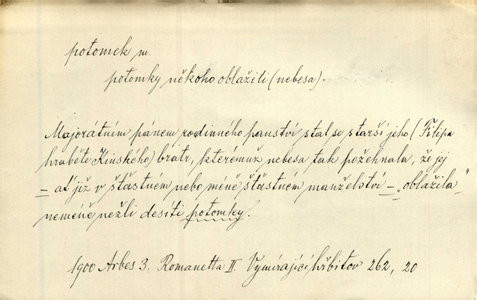 potomek m.
potomky někoho oblažili (nebesa).
Majorátním pánem rodinného panství stal se starší jeho (Filipa
hraběte Kinského) bratr, kterémuž nebesa tak požehnala, že jej
– ať již v šťastném nebo méně šťastném manželství – „oblažila"
neméně nežli desíti potomky.
1900 Arbes 3. Romanetta II. Vymírající hřbitov 262, 20